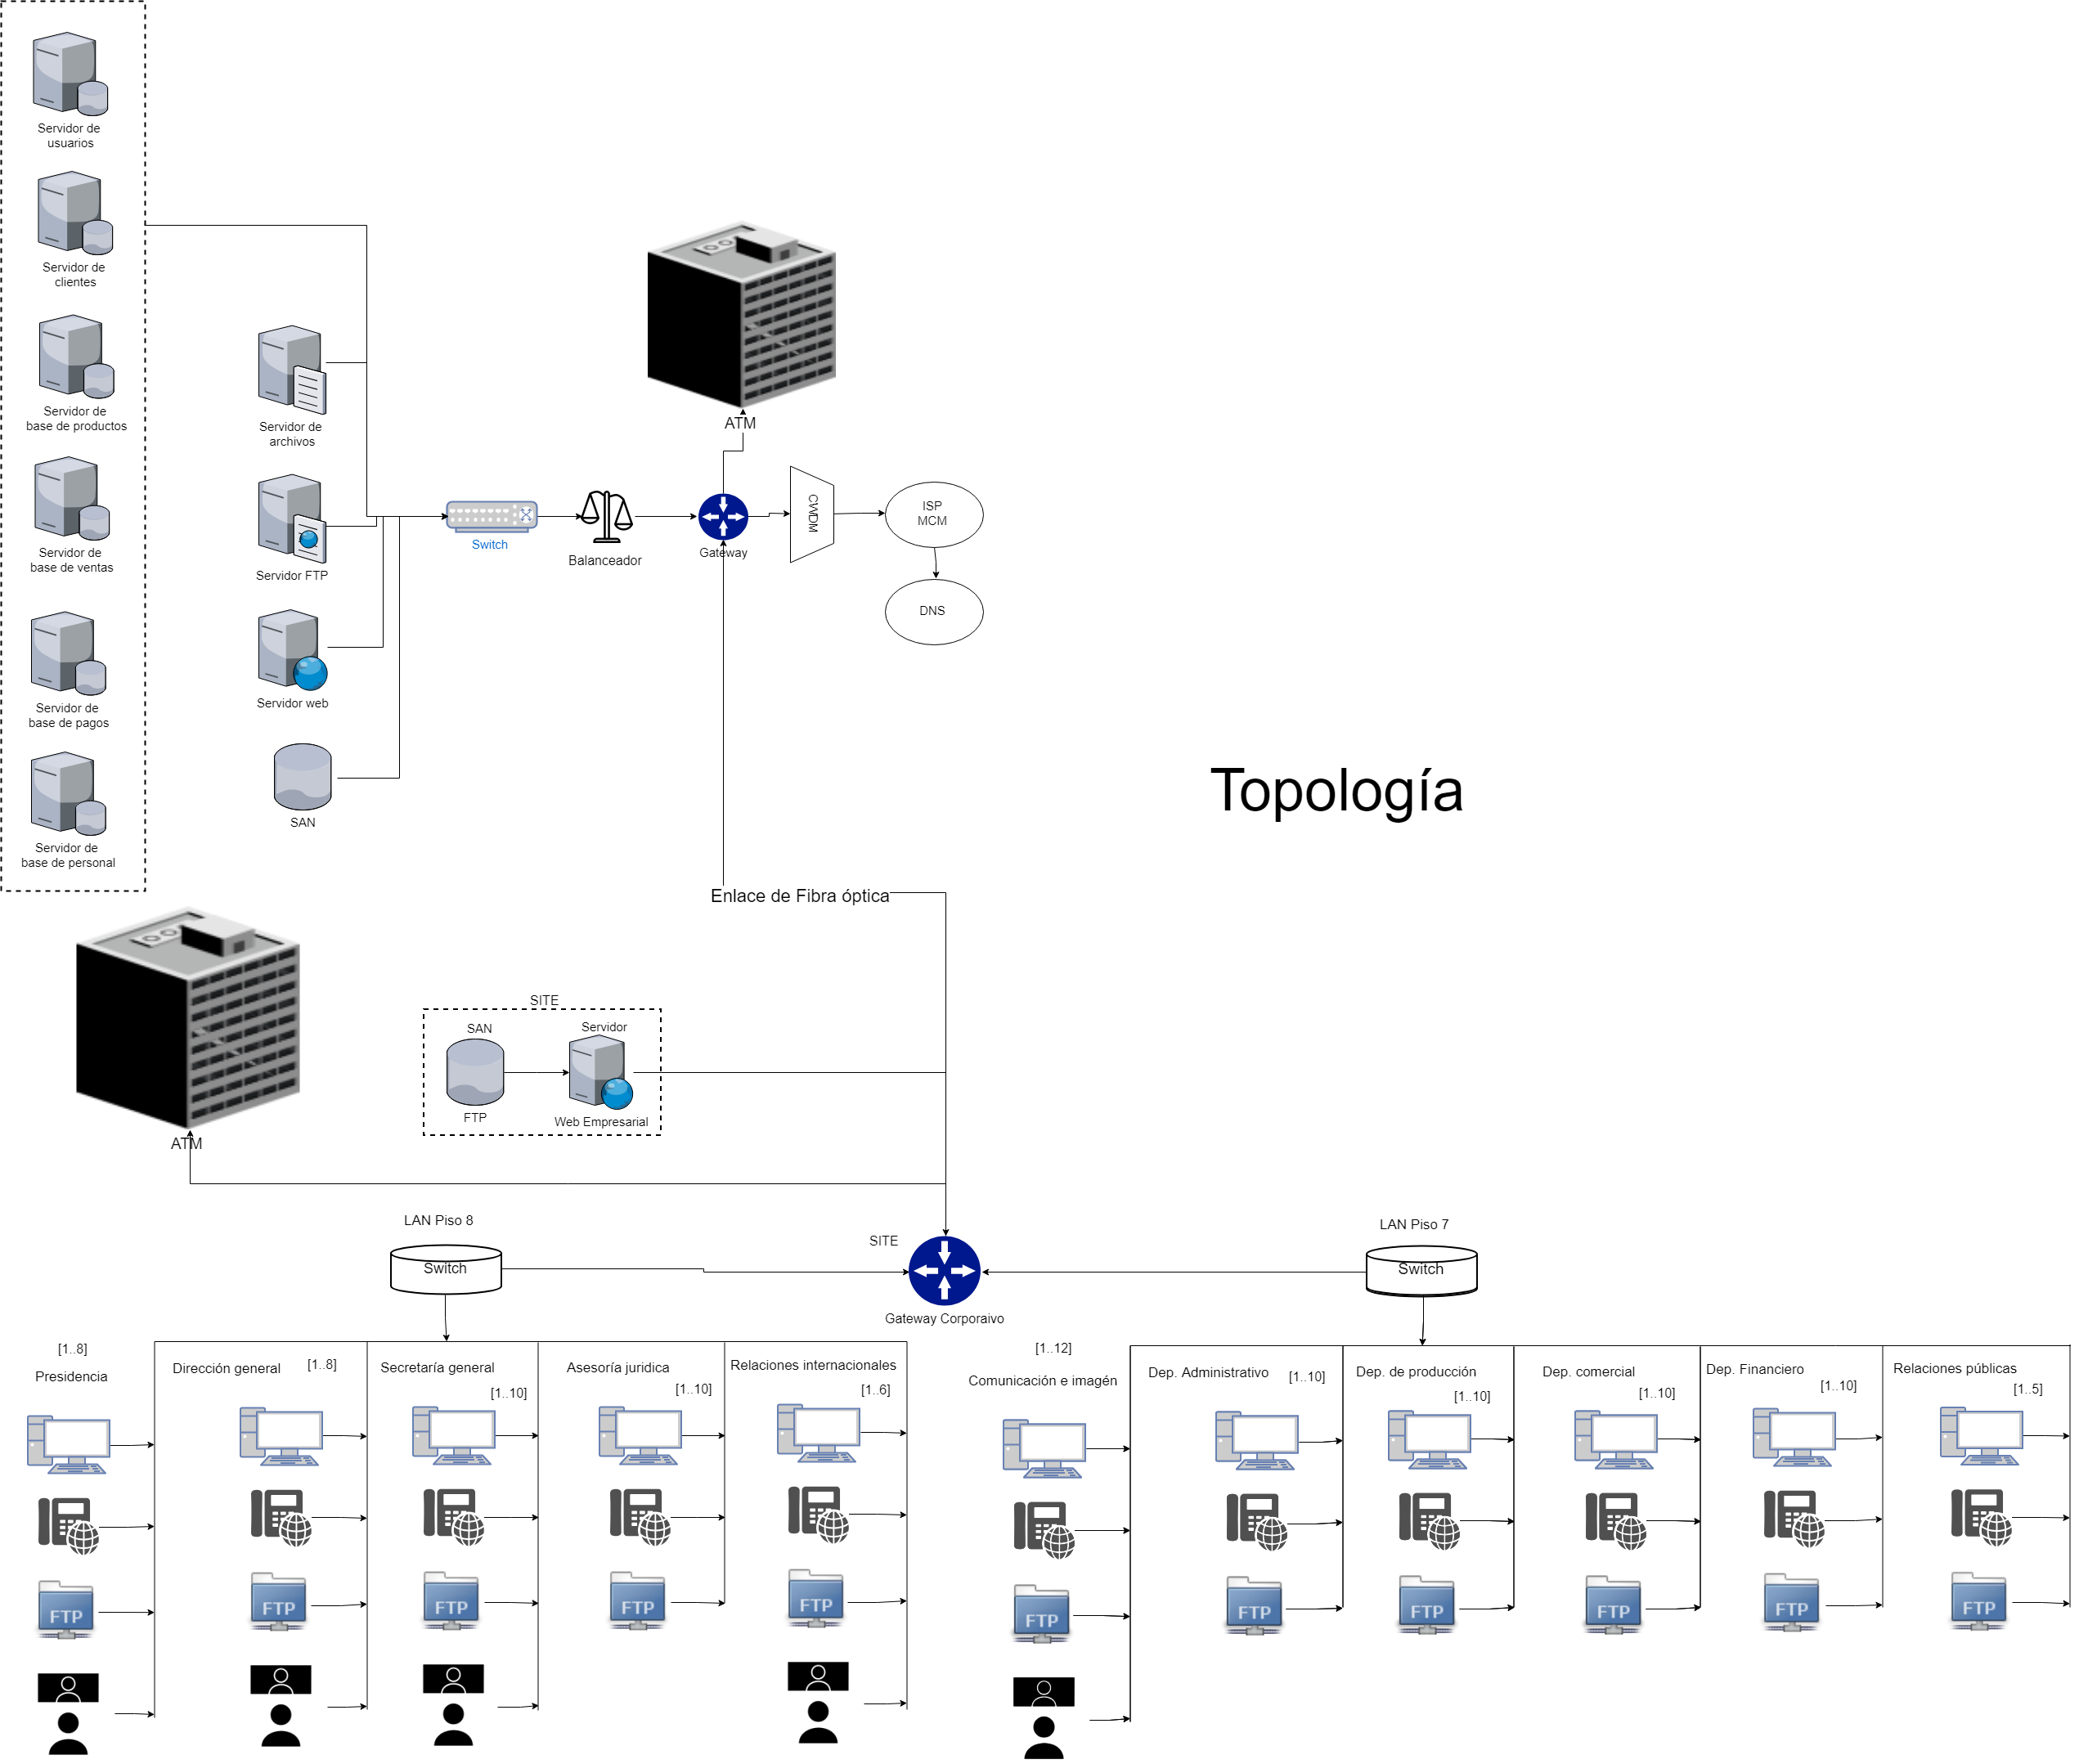 Servidor de
usuarios
Servidor de
clientes
Servidor de
base de productos
Servidor de
base de ventas
Servidor de
base de pagos
Servidor de
base de personal
Servidor de
archivos
Servidor FTP
Servidor web
SAN
Switch
Balanceador
Gateway
ATM
CWDM
ISP
MCM
DNS
Topología
Enlace de Fibra óptica
ATM
SITE
SAN
FTP
Servidor
Web Empresarial
LAN Piso 8
Switch
SITE
Gateway Corporaivo
LAN Piso 7
Switch
[1..8]
Presidencia
Dirección general
[1..8]
Secretaría general
[1..10]
Asesoría juridica
[1..10]
Relaciones internacionales
[1..6]
[1..12]
Comunicación e imagén
Dep. Administrativo
[1..10]
Dep. de producción
[1..10]
Dep. comercial
[1..10]
Dep. Financiero
[1..10]
Relaciones públicas
[1..5]
FTP
FTP
FTP
FTP
FTP
FTP
FTP
FTP
FTP
FTP
FTP